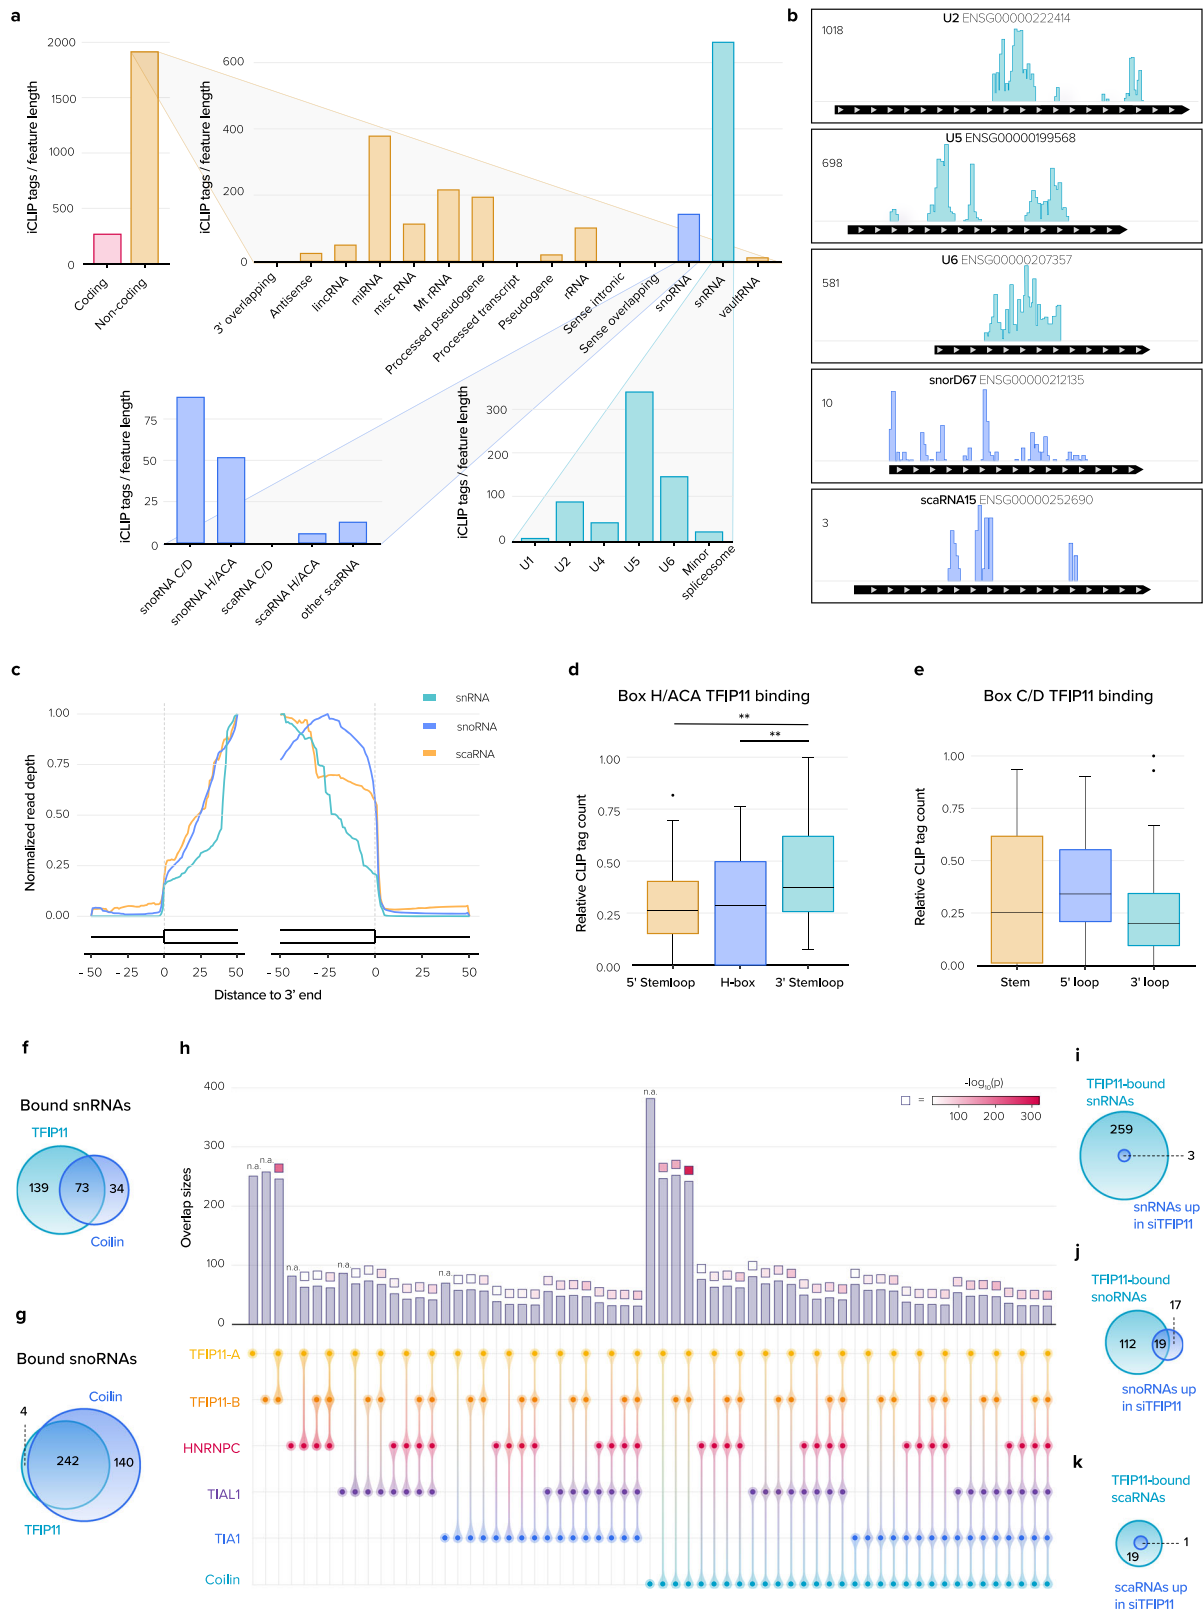 a
iCLIP tags / feature length
2000
1500
1000
500
0
Coding
Non-coding
iCLIP tags / feature length
600
400
200
0
3' overlapping
Antisense
lincRNA
miRNA
misc RNA
Mt rRNA
Processed pseudogene
Processed transcript
Pseudogene
rRNA
Sense intronic
Sense overlapping
snoRNA
snRNA
vaultRNA
iCLIP tags / feature length
75
50
25
0
snoRNA C/D
snoRNA H/ACA
scaRNA C/D
scaRNA H/ACA
other scaRNA
iCLIP tags / feature length
300
200
100
0
U1
U2
U4
U5
U6
Minor
spliceosome
b
U2 ENSG00000222414
1018
U5 ENSG00000199568
698
U6 ENSG00000207357
581
snorD67 ENSG00000212135
10
scaRNA15 ENSG00000252690
3
c
snRNA
snoRNA
scaRNA
Normalized read depth
1.00
0.75
0.50
0.25
0.00
-50 -25 0 25 50 -50 -25 0 50
Distance to 3' end
d
Box H/ACA TFIP11 binding
**
**
Relative CLIP tag count
1.00
0.75
0.50
0.25
0.00
5' Stemloop H-box 3' Stemloop
e
Box C/D TFIP11 binding
Relative CLIP tag count
1.00
0.75
0.50
0.25
0.00
Stem 5' loop 3' loop
f
Bound snRNAs
TFIP11
139 73 34
Coilin
g
Bound snoRNAs
Coilin
4
242 140
TFIP11
h
-log10(p)
=
100 200 300
Overlap sizes
400
300
200
100
0
n.a.
n.a.
n.a.
n.a.
n.a.
TFIP11-A
TFIP11-B
HNRNPC
TIAL1
TIA1
Coilin
i
TFIP11-bound
snRNAs
259
3
snRNAs up
in siTFIP11
j
TFIP11-bound
snoRNAs
17
112 19
snoRNAs up
in siTFIP11
k
TFIP11-bound
scaRNAs
1
19
scaRNAs up
in siTFIP11